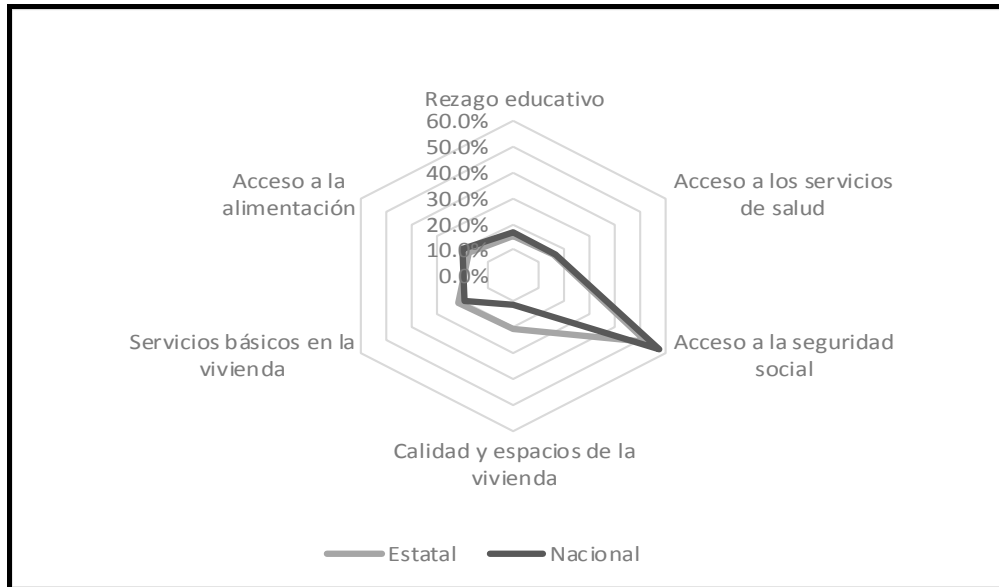 Rezago educativo
60.0%
50.0%
40.0%
30.0%
20.0%
10.0%
0.0%
Acceso a los servicios
de salud
Acceso a la seguridad
social
Calidad y espacios de la
vivienda
Servicios básicos en la
vivienda
Acceso a la
alimentación
Estatal
Nacional